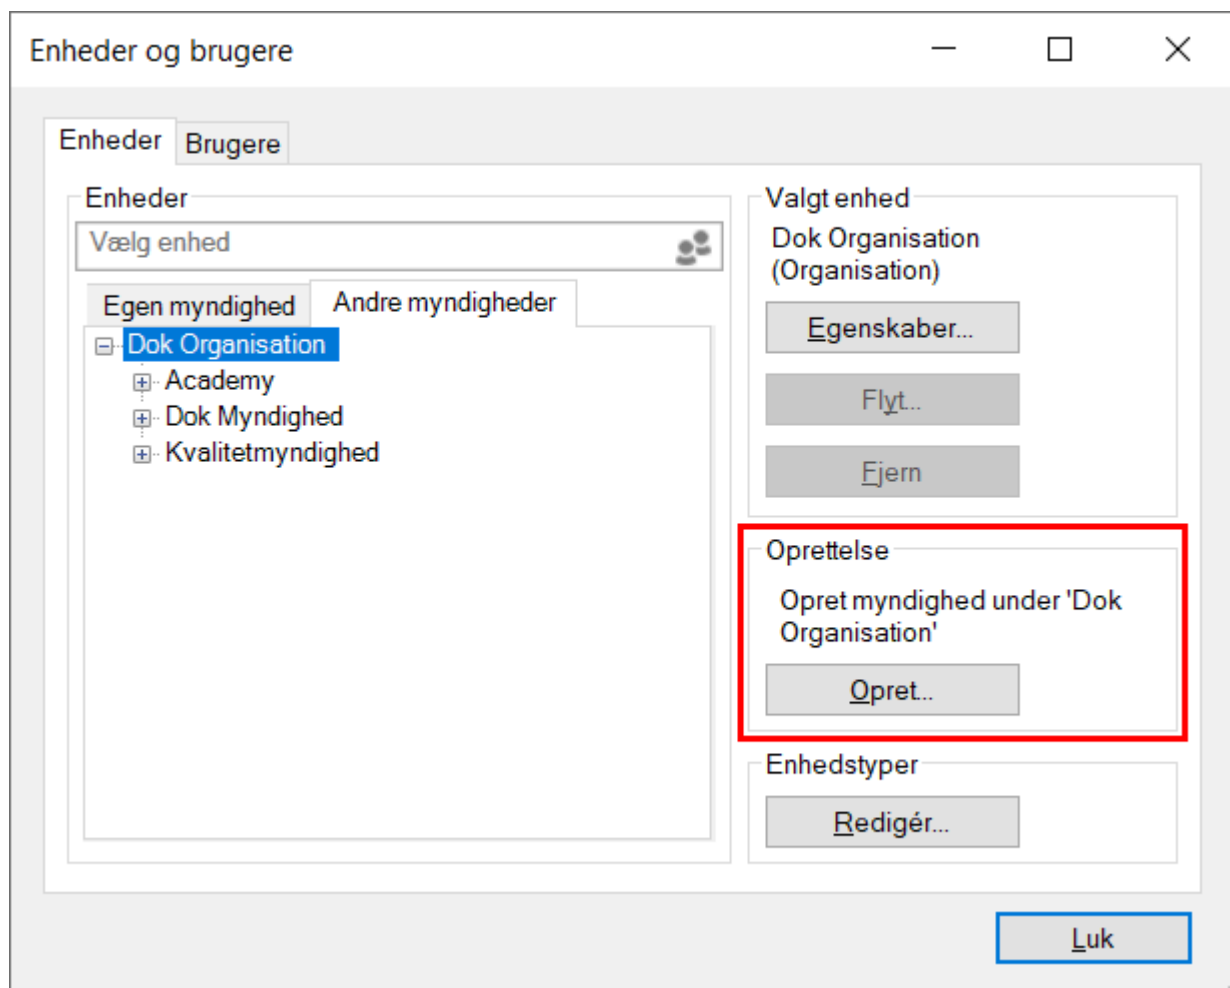 Enheder og brugere
Enheder
Brugere
Enheder
Vælg enhed
Egen myndighed
Andre myndigheder
Dok Organisation
Academy
Dok Myndighed
Kvalitetmyndighed
Valgt enhed
Dok Organisation
(Organisation)
Egenskaber...
Flyt...
Fjern
Oprettelse
Opret myndighed under 'Dok
Organisation'
Opret...
Enhedstyper
Redigér...
Luk